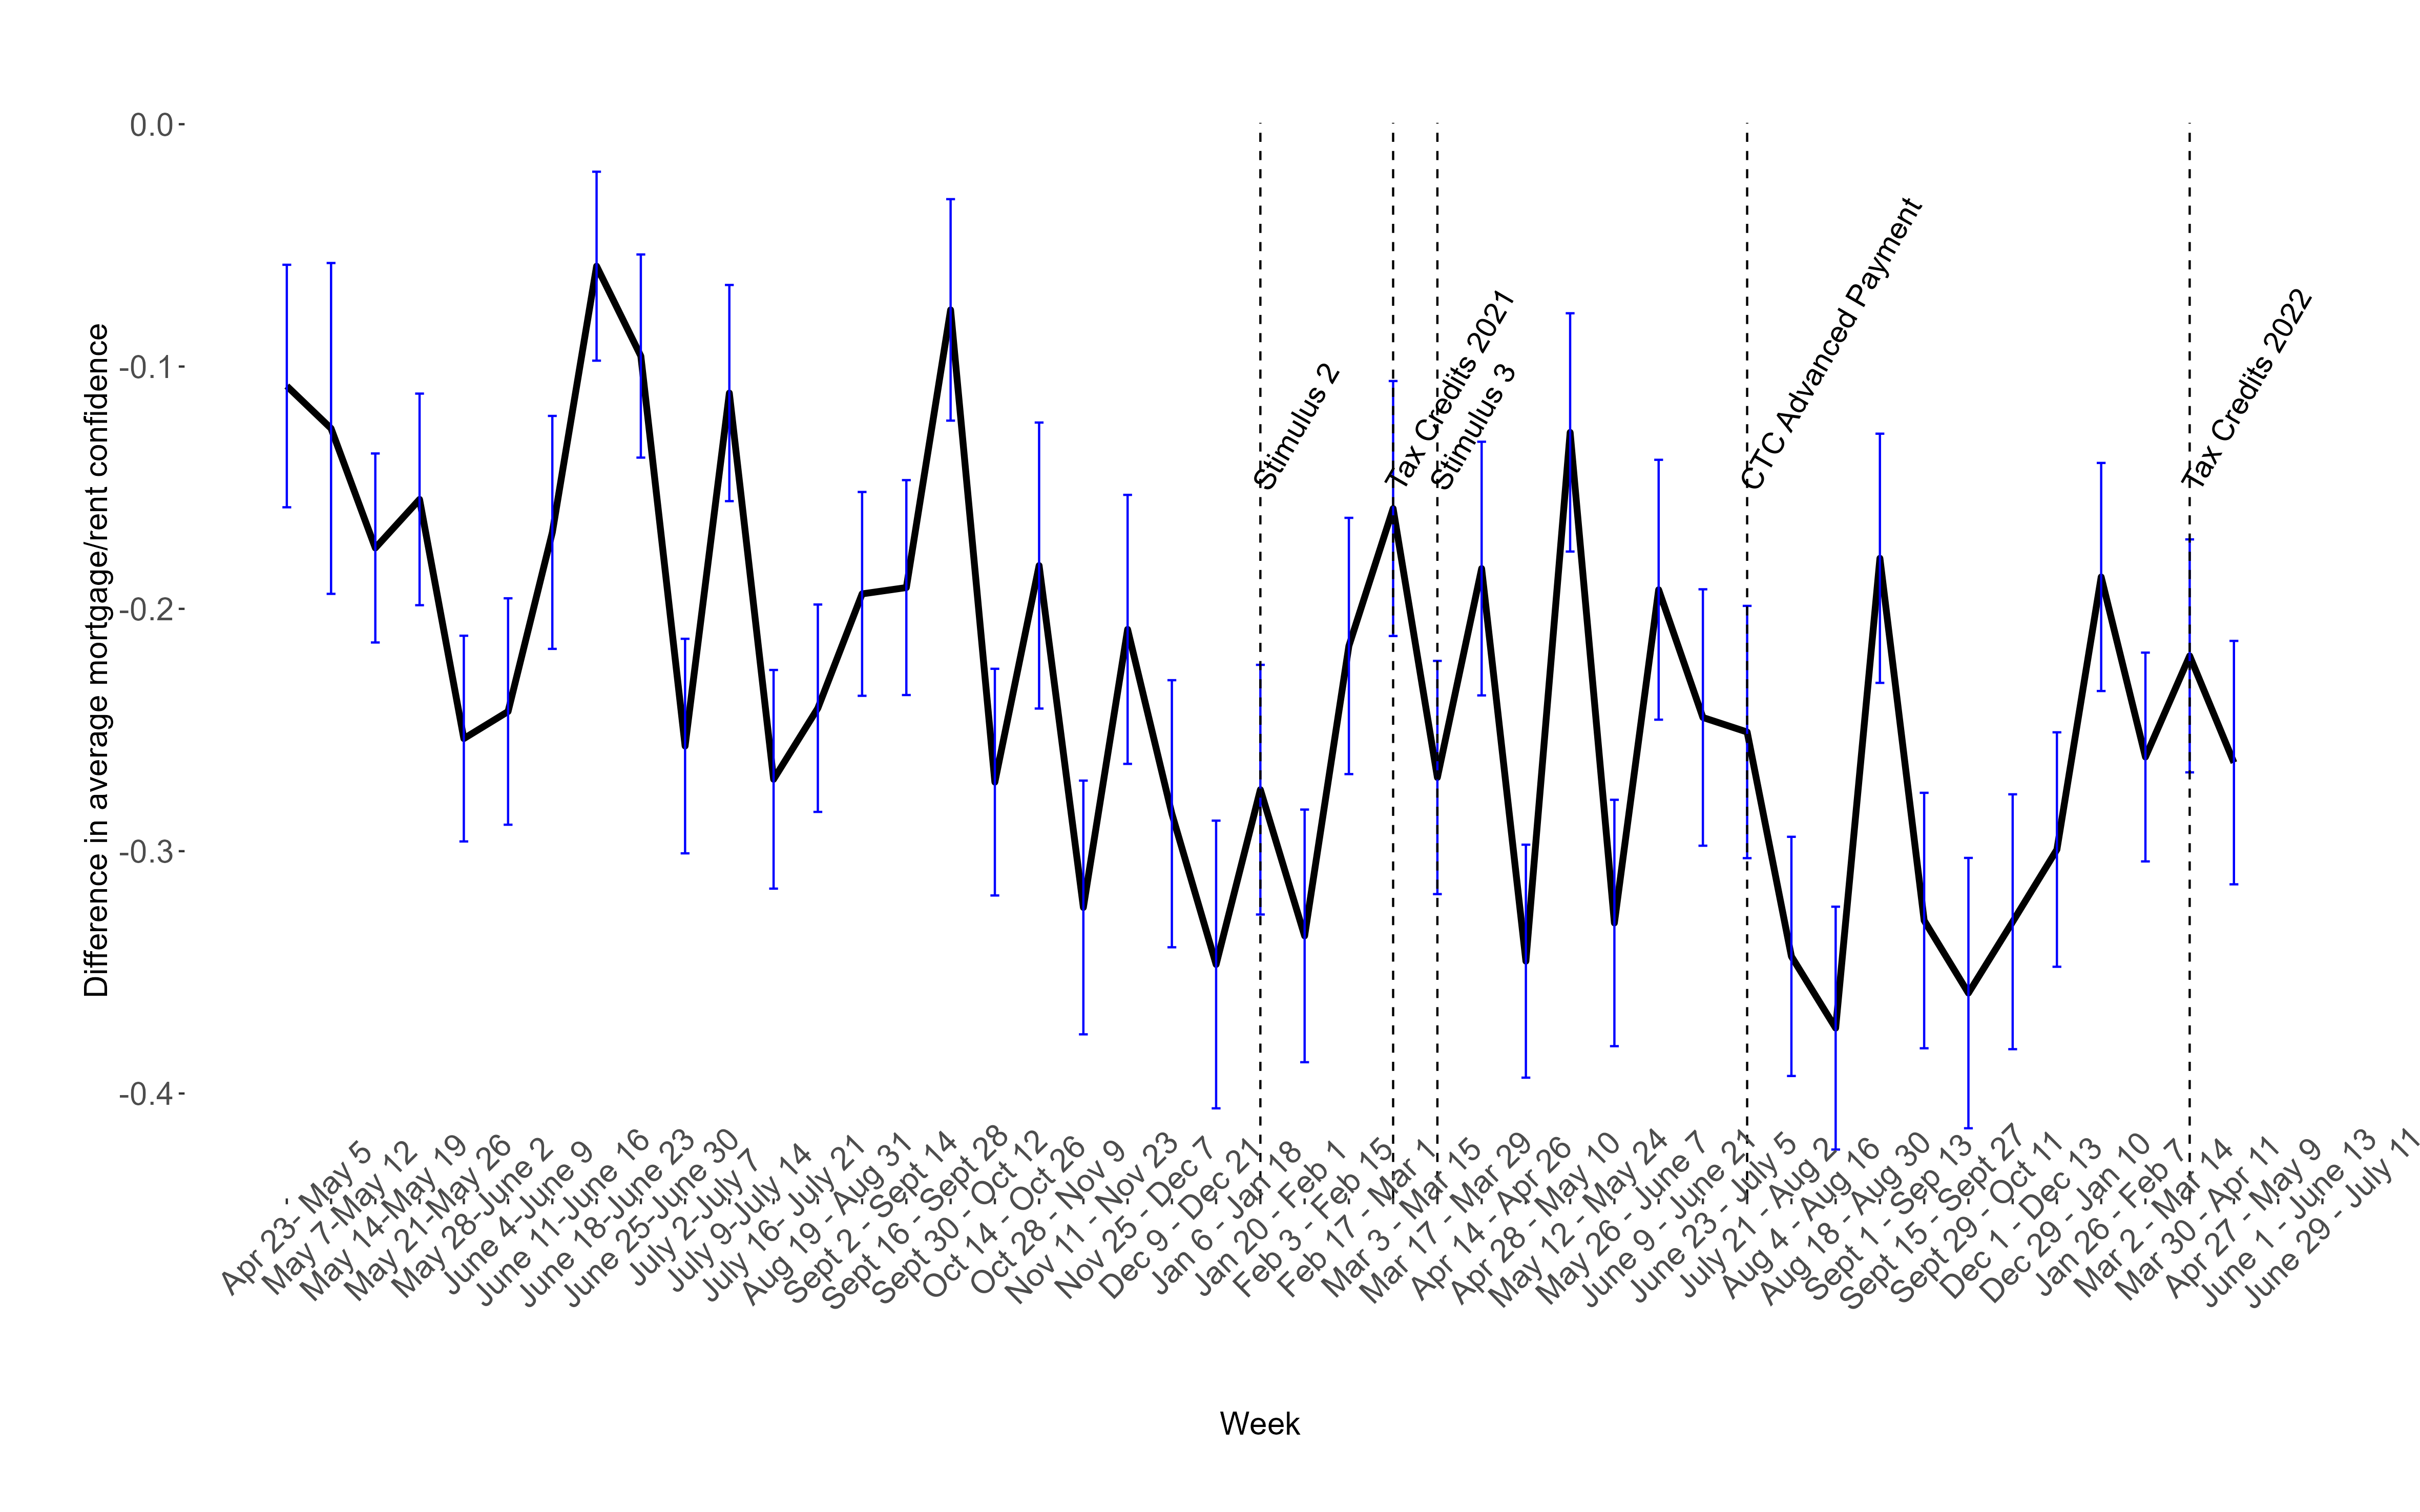 0.0
-0.1
-0.2
-0.3
-0.4
Difference in average mortgage/rent confidence
Stimulus 2
Tax Credits 2021
Stimulus 3
CTC Advanced Payment
Tax Credits 2022
Apr 23- May 5
May 7-May 12
May 14-May 19
May 21-May 26
May 28-June 2
June 4-June 9
June 11-June 16
June 18-June 23
June 25-June 30
July 2-July 7
July 9-July 14
July 16- July 21
Aug 19 - Aug 31
Sept 2 - Sept 14
Sept 16 - Sept 28
Sept 30 - Oct 12
Oct 14 - Oct 26
Oct 28 - Nov 9
Nov 11 - Nov 23
Nov 25 - Dec 7
Dec 9 - Dec 21
Jan 6 - Jan 18
Jan 20 - Feb 1
Feb 3 - Feb 15
Feb 17 - Mar 1
Mar 3 - Mar 15
Mar 17 - Mar 29
Apr 14 - Apr 26
Apr 28 - May 10
May 12 - May 24
May 26 - June 7
June 9 - June 21
June 23 - July 5
July 21 - Aug 2
Aug 4 - Aug 16
Aug 18 - Aug 30
Sept 1 - Sep 13
Sept 15 - Sept 27
Sept 29 - Oct 11
Dec 1 - Dec 13
Dec 29 - Jan 10
Jan 26 - Feb 7
Mar 2 - Mar 14
Mar 30 - Apr 11
Apr 27 - May 9
June 1 - June 13
June 29 - July 11
Week